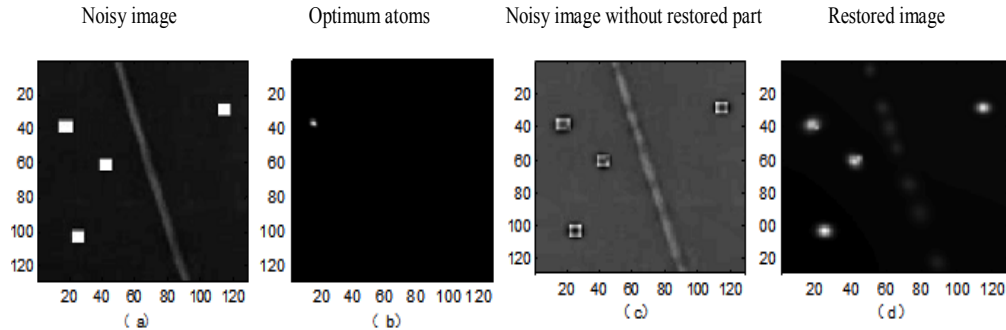 Noisy image Optimum atoms Noisy image without restored part Restored image
20 20 20 20
40 40 40 40
60 60 60 60
80 80 80 80
100 100 100 00
120 120 120 120
20 40 60 80 100 120 20 40 60 80 100 120 20 40 60 80 100 120 20 40 60 80 100 120
( a) ( b) ( c) ( d)